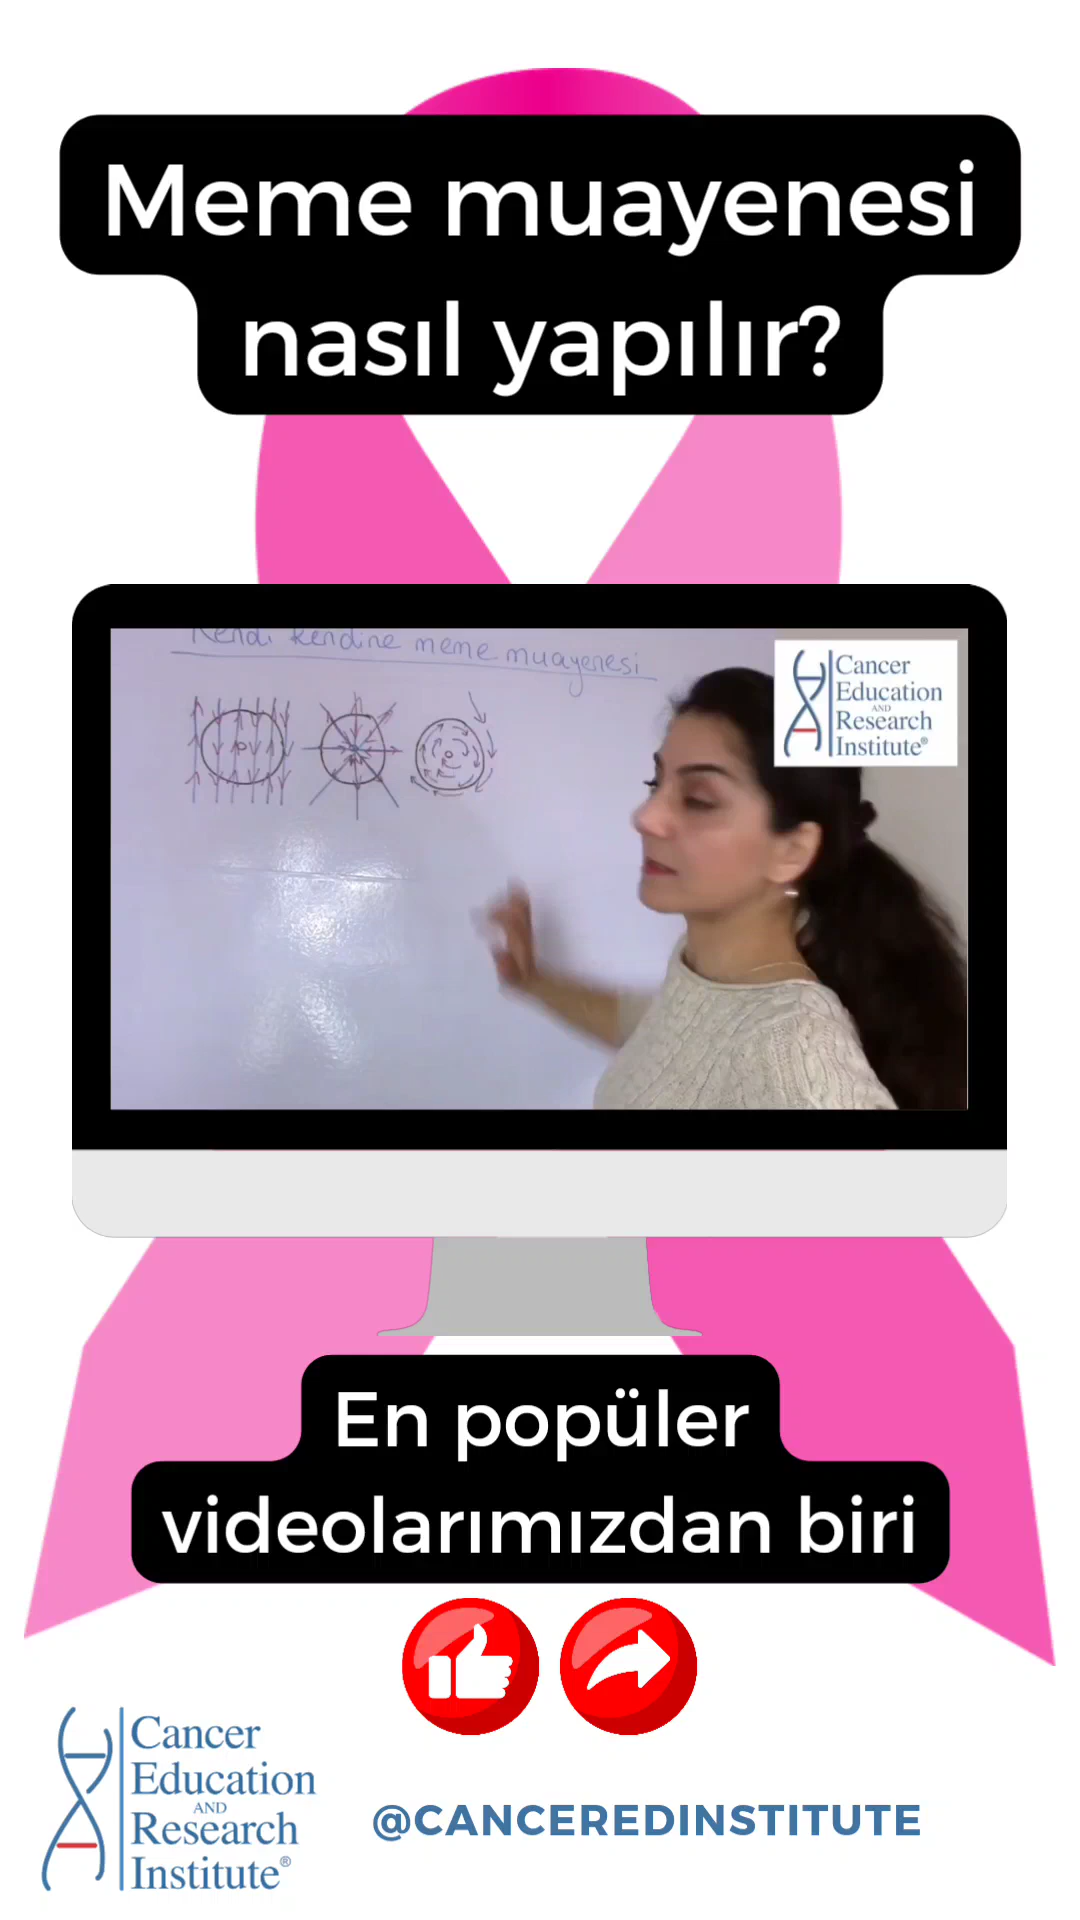 Meme muayenesi
nasıl yapılır?
Kendi kendine meme muayenesi
Cancer
Education
AND
Research
Institute®
En popüler
videolarımızdan biri
Cancer
Education
AND
Research
Institute®
@CANCEREDINSTITUTE